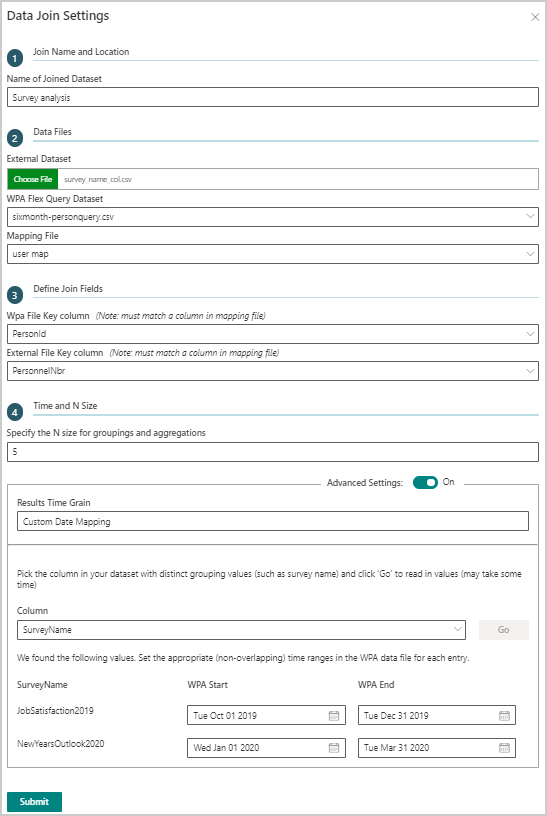 Data Join Settings
1 Join Name and Location
Name of Joined Dataset
Survey analysis
2 Data Files
External Dataset
Choose File survey_name_col.csv
WPA Flex Query Dataset
sixmonth-personquery.csv
Mapping File
user map
3 Define Join Fields
Wpa File Key column (Note: must match a column in mapping file)
PersonId
External File Key column (Note: must match a column in mapping file)
PersonnelNbr
4 Time and N Size
Specify the N size for groupings and aggregations
5
Advanced Settings: On
Results Time Grain
Custom Date Mapping
Pick the column in your dataset with distinct grouping values (such as survey name) and click 'Go' to read in values (may take some
time)
Column
SurveyName Go
We found the following values. Set the appropriate (non-overlapping) time ranges in the WPA data file for each entry.
SurveyName WPA Start WPA End
JobSatisfaction2019 Tue Oct 01 2019 Tue Dec 31 2019
NewYearsOutlook2020 Wed Jan 01 2020 Tue Mar 31 2020
Submit